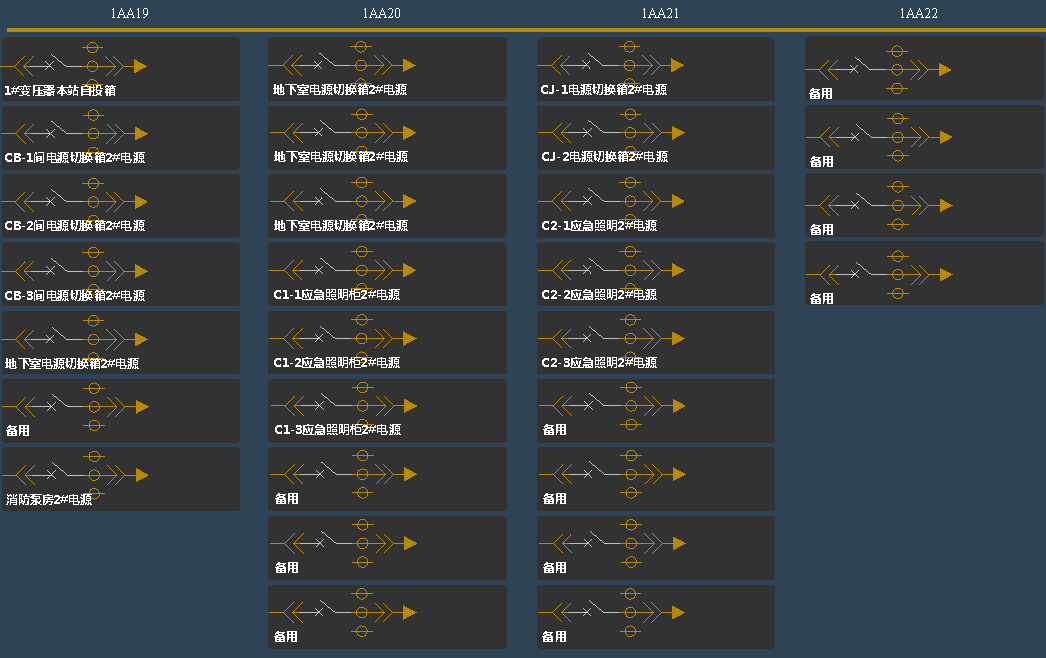 1AA19
1AA20
1AA21
1AA22
1#变压器本站自投箱
CB-1间电源切换箱2#电源
CB-2间电源切换箱2#电源
CB-3间电源切换箱2#电源
地下室电源切换箱2#电源
备用
消防泵房2#电源
地下室电源切换箱2#电源
地下室电源切换箱2#电源
地下室电源切换箱2#电源
C1-1应急照明柜2#电源
C1-2应急照明柜2#电源
C1-3应急照明柜2#电源
备用
备用
备用
CJ-1电源切换箱2#电源
CJ-2电源切换箱2#电源
C2-1应急照明2#电源
C2-2应急照明2#电源
C2-3应急照明2#电源
备用
备用
备用
备用
备用
备用
备用
备用